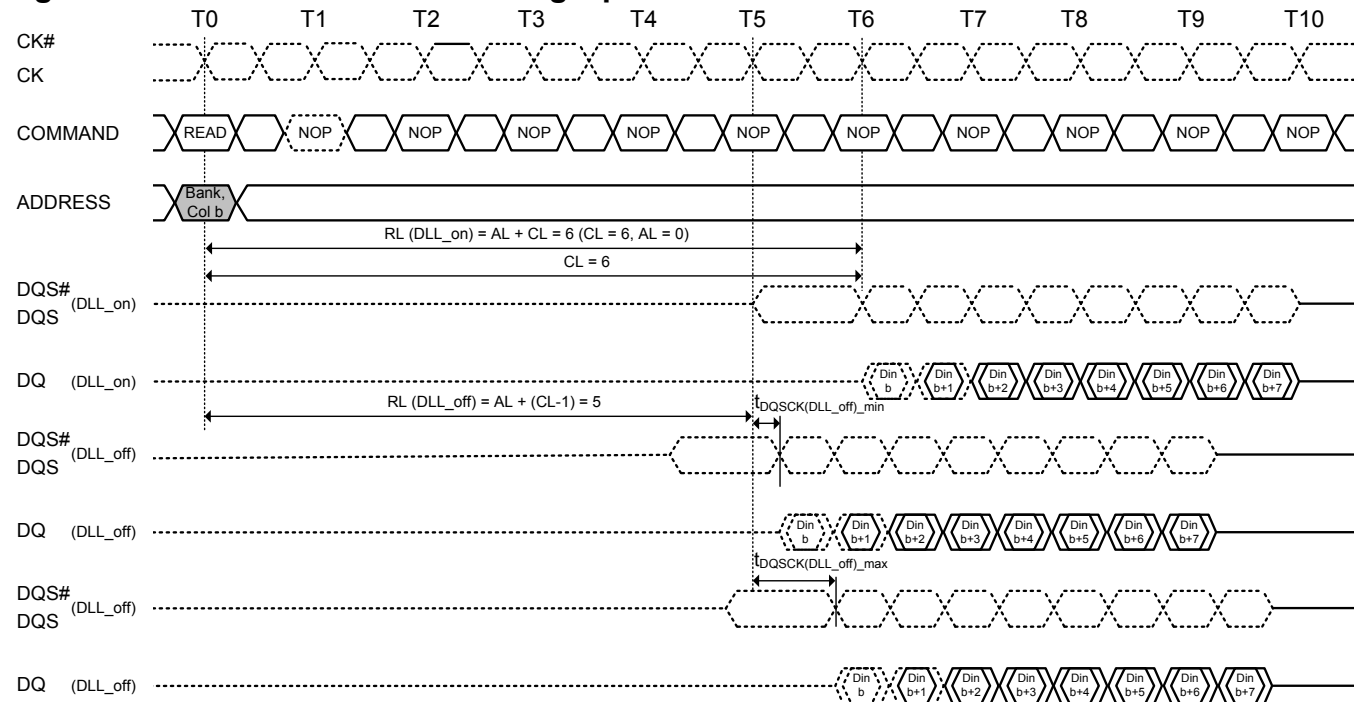 T0 T1 T2 T3 T4 T5 T6 T7 T8 T9 T10
CK#
CK
COMMAND READ NOP NOP NOP NOP NOP NOP NOP NOP NOP NOP
ADDRESS
Bank,
Col b
RL (DLL_on) = AL + CL = 6 (CL = 6, AL = 0)
CL = 6
DQS#
DQS
(DLL_on)
DQ (DLL_on)
Din b
Din b+1
Din b+2
Din b+3
Din b+4
Din b+5
Din b+6
Din b+7
RL (DLL_off) = AL + (CL-1) = 5
tDQSCK(DLL_off)_min
DQS#
DQS
(DLL_off)
DQ (DLL_off)
Din b
Din b+1
Din b+2
Din b+3
Din b+4
Din b+5
Din b+6
Din b+7
tDQSCK(DLL_off)_max
DQS#
DQS
(DLL_off)
DQ (DLL_off)
Din b
Din b+1
Din b+2
Din b+3
Din b+4
Din b+5
Din b+6
Din b+7